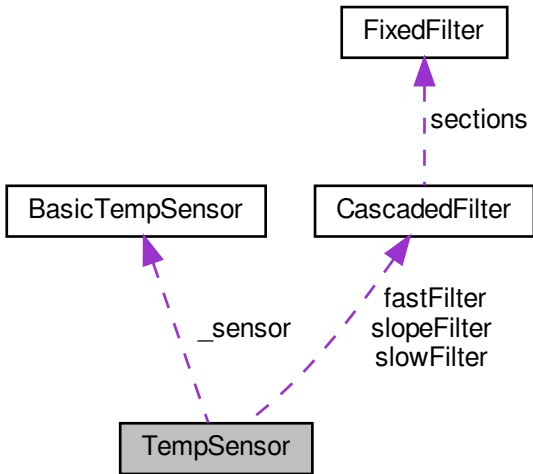 FixedFilter
sections
BasicTempSensor
CascadedFilter
_sensor
fastFilter
slopeFilter
slowFilter
TempSensor